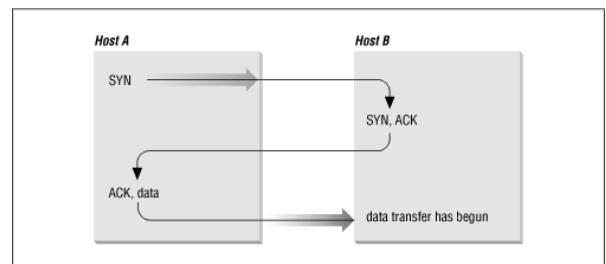 Host A
Host B
SYN
SYN, ACK
ACK, data
data transfer has begun